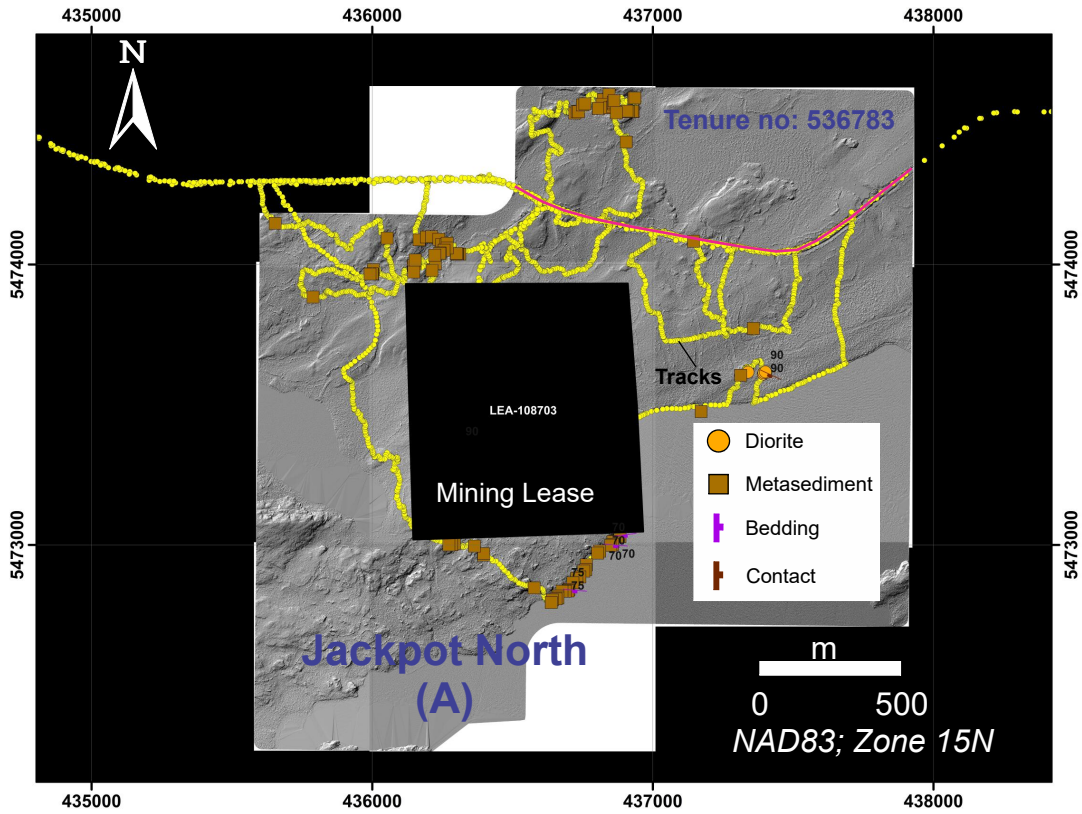 435000
436000
437000
438000
N
Tenure no: 536783
5474000
5474000
90
90
Tracks
LEA-108703
90
Diorite
Mining Lease
Metasediment
Bedding
Contact
5473000
5473000
70
70
70
70
75
75
Jackpot North
(A)
m
0 500
NAD83; Zone 15N
435000
436000
437000
438000